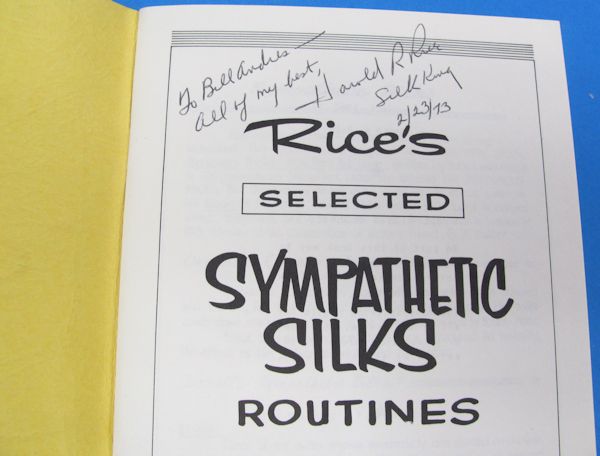 To Bill Andres—
all of my best,
Harold R Rice
Silk King
2/23/73
Rice's
SELECTED
SYMPATHETIC
SILKS
ROUTINES